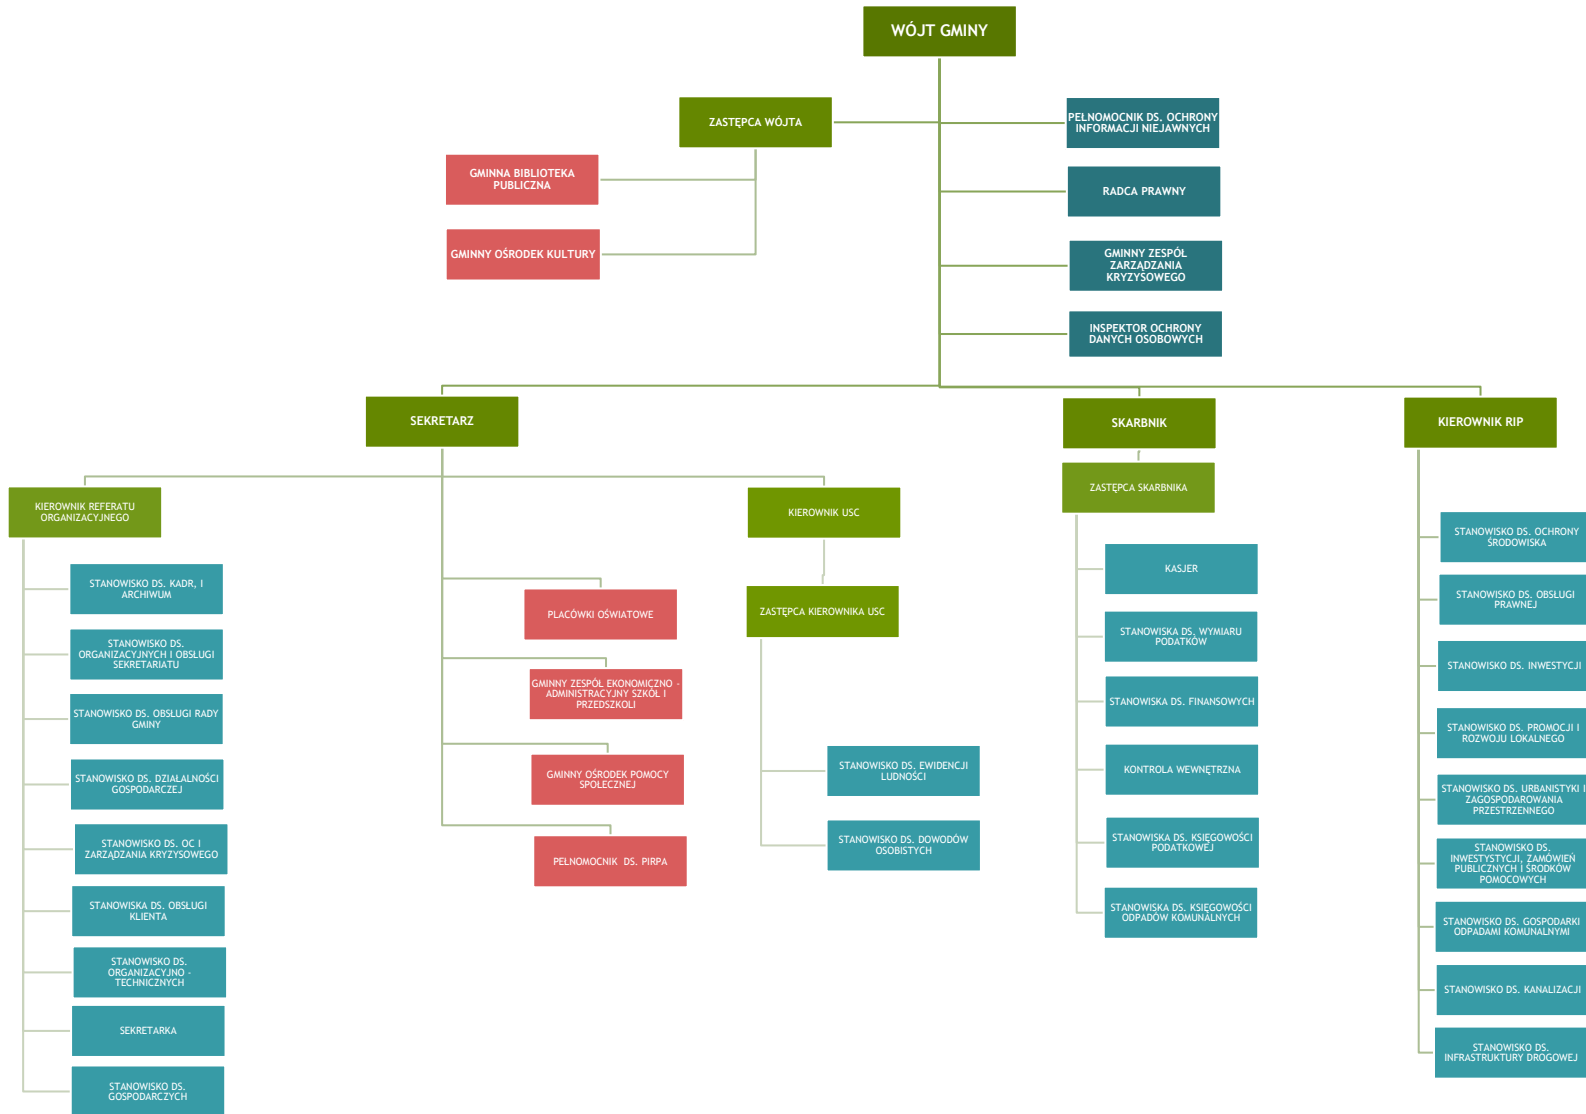 WÓJT GMINY
ZASTĘPCA WÓJTA
PEŁNOMOCNIK DS. OCHRONY
INFORMACJI NIEJAWNYCH
GMINNA BIBLIOTEKA
PUBLICZNA
RADCA PRAWNY
GMINNY OŚRODEK KULTURY
GMINNY ZESPÓŁ
ZARZĄDZANIA
KRYZYSOWEGO
INSPEKTOR OCHRONY
DANYCH OSOBOWYCH
SEKRETARZ
SKARBNIK
KIEROWNIK RIP
KIEROWNIK REFERATU
ORGANIZACYJNEGO
STANOWISKO DS. KADR, I
ARCHIWUM
STANOWISKO DS.
ORGANIZACYJNYCH I OBSŁUGI
SEKRETARIATU
STANOWISKO DS. OBSŁUGI RADY
GMINY
STANOWISKO DS. DZIAŁALNOŚCI
GOSPODARCZEJ
STANOWISKO DS. OC I
ZARZĄDZANIA KRYZYSOWEGO
STANOWISKA DS. OBSŁUGI
KLIENTA
STANOWISKO DS.
ORGANIZACYJNO -
TECHNICZNYCH
SEKRETARKA
STANOWISKO DS.
GOSPODARCZYCH
PLACÓWKI OŚWIATOWE
GMINNY ZESPÓŁ EKONOMICZNO -
ADMINISTRACYJNY SZKÓŁ I
PRZEDSZKOLI
GMINNY OŚRODEK POMOCY
SPOŁECZNEJ
PEŁNOMOCNIK  DS. PIRPA
KIEROWNIK USC
ZASTĘPCA KIEROWNIKA USC
STANOWISKO DS. EWIDENCJI
LUDNOŚCI
STANOWISKO DS. DOWODÓW
OSOBISTYCH
ZASTĘPCA SKARBNIKA
KASJER
STANOWISKA DS. WYMIARU
PODATKÓW
STANOWISKA DS. FINANSOWYCH
KONTROLA WEWNĘTRZNA
STANOWISKA DS. KSIĘGOWOŚCI
PODATKOWEJ
STANOWISKA DS. KSIĘGOWOŚCI
ODPADÓW KOMUNALNYCH
STANOWISKO DS. OCHRONY
ŚRODOWISKA
STANOWISKO DS. OBSŁUGI
PRAWNEJ
STANOWISKO DS. INWESTYCJI
STANOWISKO DS. PROMOCJI I
ROZWOJU LOKALNEGO
STANOWISKO DS. URBANISTYKI I
ZAGOSPODAROWANIA
PRZESTRZENNEGO
STANOWISKO DS.
INWESTYSTYCJI, ZAMÓWIEŃ
PUBLICZNYCH I ŚRODKÓW
POMOCOWYCH
STANOWISKO DS. GOSPODARKI
ODPADAMI KOMUNALNYMI
STANOWISKO DS. KANALIZACJI
STANOWISKO DS.
INFRASTRUKTURY DROGOWEJ